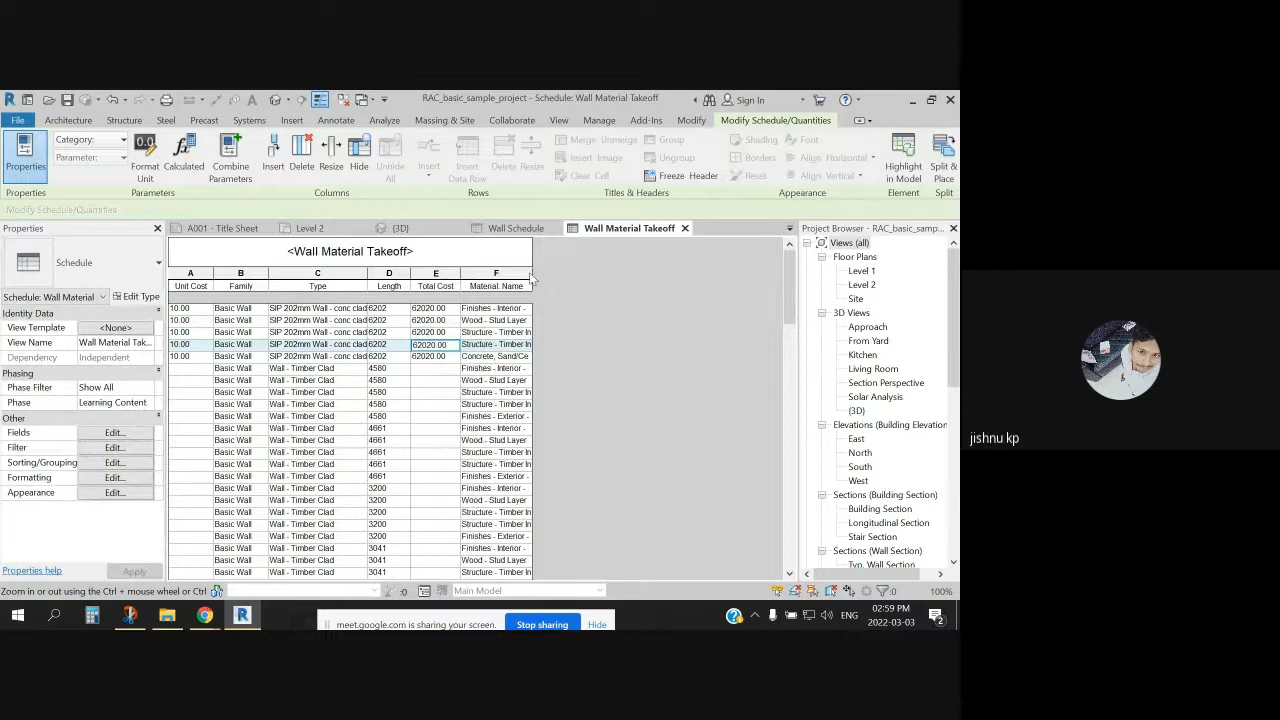 RAC_basic_sample_project - Schedule: Wall Material Takeoff
Sign In
File Architecture Structure Steel Precast Systems Insert Annotate Analyze Massing & Site Collaborate View Manage Add-Ins Modify Modify Schedule/Quantities
Properties
Category:
Parameter:
Format Unit
Calculated
Combine Parameters
Insert
Delete
Resize
Hide
Unhide All
Insert
Insert Data Row
Delete
Resize
Merge Unmerge
Insert Image
Clear Cell
Group
Ungroup
Freeze Header
Shading
Borders
Reset
Font
Align Horizontal
Align Vertical
Highlight in Model
Split & Place
Properties Parameters Columns Rows Titles & Headers Appearance Element Split
Modify Schedule/Quantities
Properties
Schedule
Schedule: Wall Material
Edit Type
Identity Data
View Template <None>
View Name Wall Material Tak...
Dependency Independent
Phasing
Phase Filter Show All
Phase Learning Content
Other
Fields Edit...
Filter Edit...
Sorting/Grouping Edit...
Formatting Edit...
Appearance Edit...
Properties help
Apply
A001 - Title Sheet Level 2 {3D} Wall Schedule Wall Material Takeoff
<Wall Material Takeoff>
A B C D E F
Unit Cost Family Type Length Total Cost Material: Name
10.00 Basic Wall SIP 202mm Wall - conc clad 6202 62020.00 Finishes - Interior -
10.00 Basic Wall SIP 202mm Wall - conc clad 6202 62020.00 Wood - Stud Layer
10.00 Basic Wall SIP 202mm Wall - conc clad 6202 62020.00 Structure - Timber In
10.00 Basic Wall SIP 202mm Wall - conc clad 6202 62020.00 Structure - Timber In
10.00 Basic Wall SIP 202mm Wall - conc clad 6202 62020.00 Concrete, Sand/Ce
Basic Wall Wall - Timber Clad 4580 Finishes - Interior -
Basic Wall Wall - Timber Clad 4580 Wood - Stud Layer
Basic Wall Wall - Timber Clad 4580 Structure - Timber In
Basic Wall Wall - Timber Clad 4580 Structure - Timber In
Basic Wall Wall - Timber Clad 4580 Finishes - Exterior -
Basic Wall Wall - Timber Clad 4661 Finishes - Interior -
Basic Wall Wall - Timber Clad 4661 Wood - Stud Layer
Basic Wall Wall - Timber Clad 4661 Structure - Timber In
Basic Wall Wall - Timber Clad 4661 Structure - Timber In
Basic Wall Wall - Timber Clad 4661 Finishes - Exterior -
Basic Wall Wall - Timber Clad 3200 Finishes - Interior -
Basic Wall Wall - Timber Clad 3200 Wood - Stud Layer
Basic Wall Wall - Timber Clad 3200 Structure - Timber In
Basic Wall Wall - Timber Clad 3200 Structure - Timber In
Basic Wall Wall - Timber Clad 3200 Finishes - Exterior -
Basic Wall Wall - Timber Clad 3041 Finishes - Interior -
Basic Wall Wall - Timber Clad 3041 Wood - Stud Layer
Basic Wall Wall - Timber Clad 3041 Structure - Timber In
Project Browser - RAC_basic_sam...
Views (all)
Floor Plans
Level 1
Level 2
Site
3D Views
Approach
From Yard
Kitchen
Living Room
Section Perspective
Solar Analysis
{3D}
Elevations (Building Elevation
East
North
South
West
Sections (Building Section)
Building Section
Longitudinal Section
Stair Section
Sections (Wall Section)
Typ. Wall Section
jishnu kp
Zoom in or out using the Ctrl + mouse wheel or Ctrl
:0
Main Model
:0
100%
meet.google.com is sharing your screen.
Stop sharing
Hide
ENG
02:59 PM
2022-03-03
2